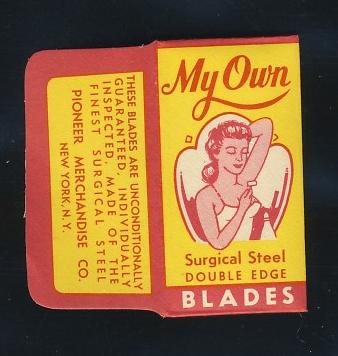 My Own
Surgical Steel
DOUBLE EDGE
BLADES
THESE BLADES ARE UNCONDITIONALLY
GUARANTEED, INDIVIDUALLY
INSPECTED, MADE OF THE
FINEST SURGICAL STEEL
PIONEER MERCHANDISE CO.
NEW YORK, N.Y.